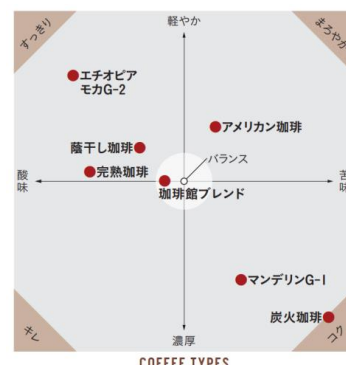 すっきり
軽やか
まろやか
エチオピア
モカG-2
アメリカン珈琲
蔭干し珈琲
バランス
完熟珈琲
酸味
苦味
珈琲館ブレンド
マンデリンG-1
炭火珈琲
キレ
濃厚
コク
COFFEE TYPES